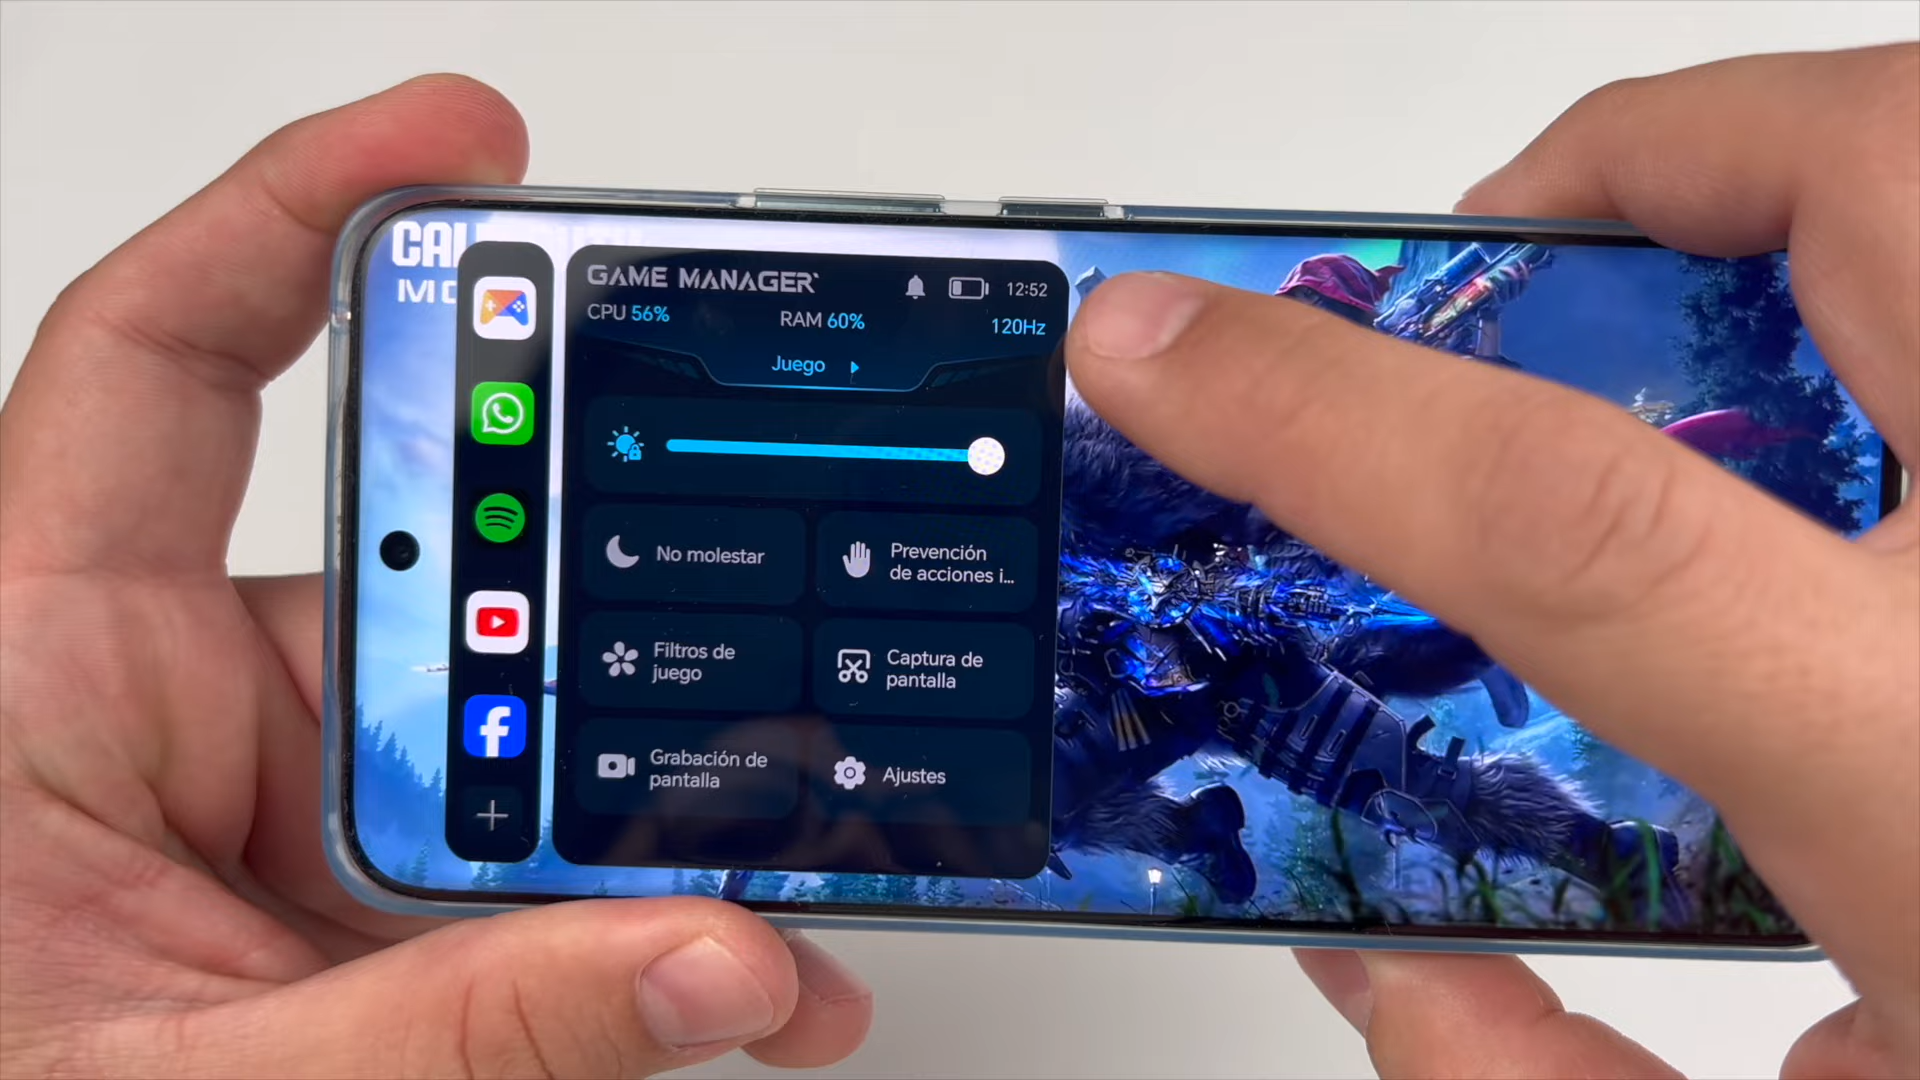 CAL
MO
GAME MANAGER
12:52
CPU 56%
RAM 60%
120Hz
Juego
No molestar
Prevención
de acciones i...
Filtros de
juego
Captura de
pantalla
Grabación de
pantalla
Ajustes